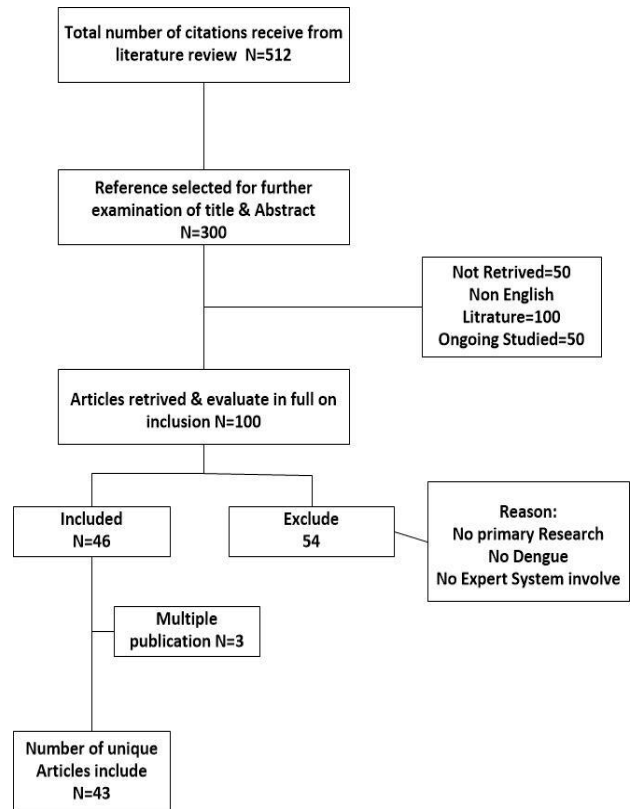 Total number of citations receive from
literature review N=512
Reference selected for further
examination of title & Abstract
N=300
Not Retrived=50
Non English
Litrature=100
Ongoing Studied=50
Articles retrived & evaluate in full on
inclusion N=100
Included
N=46
Exclude
54
Reason:
No primary Research
No Dengue
No Expert System involve
Multiple
publication N=3
Number of unique
Articles include
N=43